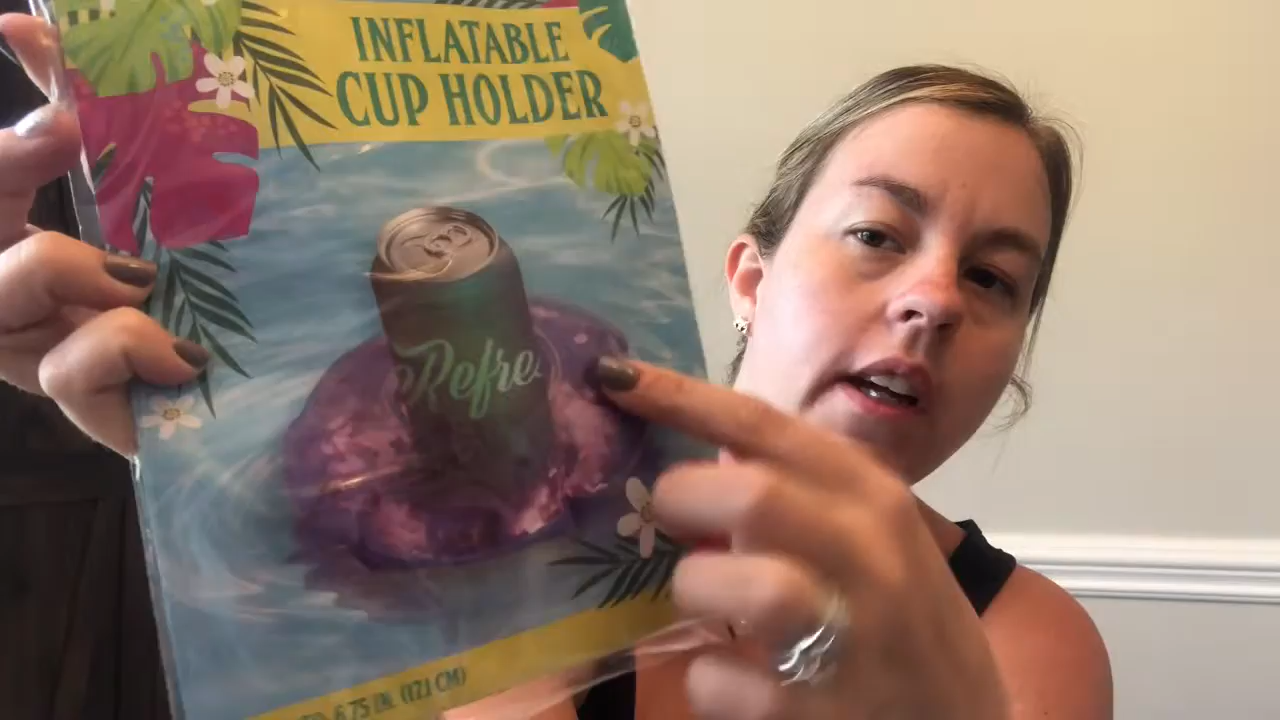 INFLATABLE
CUP HOLDER
Refre
6.75 IN. (17.1 CM)